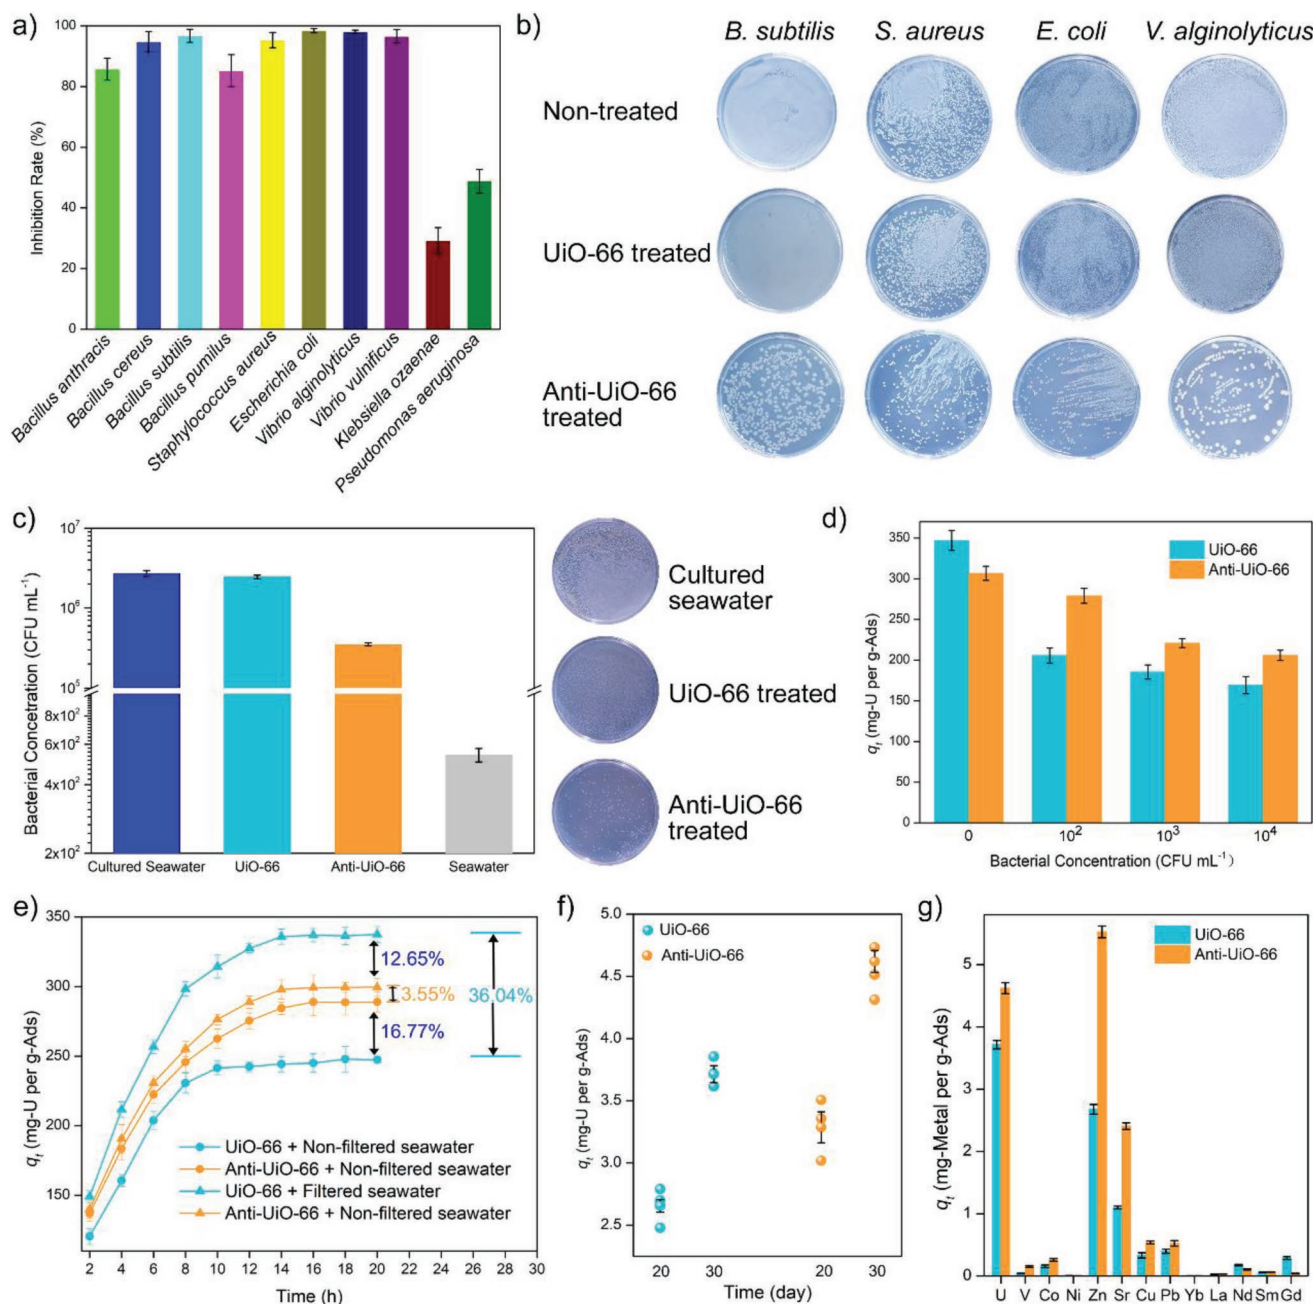 a)
Inhibition Rate (%)
100
80
60
40
20
0
Bacillus anthracis
Bacillus cereus
Bacillus subtilis
Bacillus pumilus
Staphylococcus aureus
Escherichia coli
Vibrio alginolyticus
Vibrio vulnificus
Klebsiella ozaenae
Pseudomonas aeruginosa
b)
B. subtilis S. aureus E. coli V. alginolyticus
Non-treated
UiO-66 treated
Anti-UiO-66
treated
c)
Bacterial Concetration (CFU mL⁻¹)
10⁷
10⁶
10⁵
8x10²
6x10²
4x10²
2x10²
Cultured Seawater UiO-66 Anti-UiO-66 Seawater
Cultured
seawater
UiO-66 treated
Anti-UiO-66
treated
d)
qₜ (mg-U per g-Ads)
350
300
250
200
150
100
50
0
UiO-66
Anti-UiO-66
0 10² 10³ 10⁴
Bacterial Concentration (CFU mL⁻¹)
e)
qₜ (mg-U per g-Ads)
350
300
250
200
150
12.65%
3.55%
36.04%
16.77%
UiO-66 + Non-filtered seawater
Anti-UiO-66 + Non-filtered seawater
UiO-66 + Filtered seawater
Anti-UiO-66 + Non-filtered seawater
2 4 6 8 10 12 14 16 18 20 22 24 26 28 30
Time (h)
f)
qₜ (mg-U per g-Ads)
5.0
4.5
4.0
3.5
3.0
2.5
UiO-66
Anti-UiO-66
20 30 20 30
Time (day)
g)
qₜ (mg-Metal per g-Ads)
5
4
3
2
1
0
UiO-66
Anti-UiO-66
U V Co Ni Zn Sr Cu Pb Yb La Nd Sm Gd